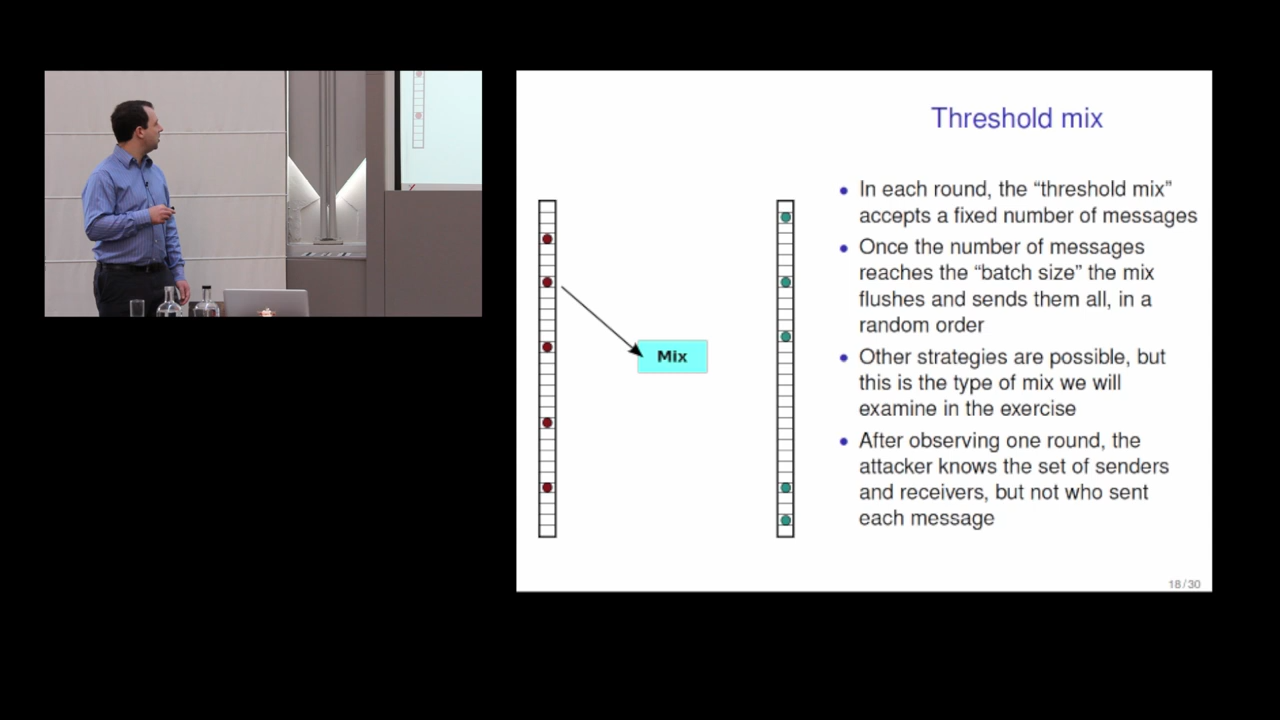 Threshold mix
In each round, the “threshold mix”
accepts a fixed number of messages
Once the number of messages
reaches the “batch size” the mix
flushes and sends them all, in a
random order
Other strategies are possible, but
this is the type of mix we will
examine in the exercise
After observing one round, the
attacker knows the set of senders
and receivers, but not who sent
each message
Mix
18/30